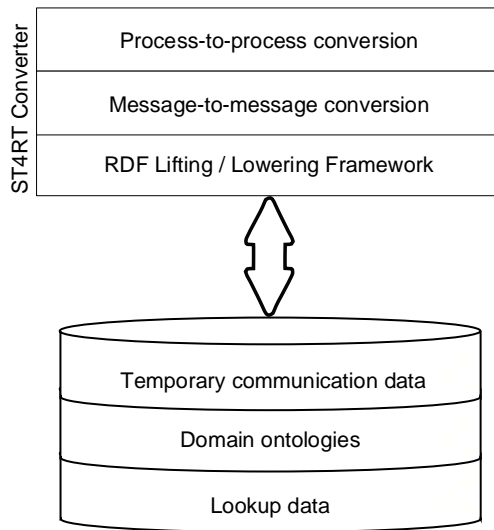 ST4RT Converter
Process-to-process conversion
Message-to-message conversion
RDF Lifting / Lowering Framework
Temporary communication data
Domain ontologies
Lookup data